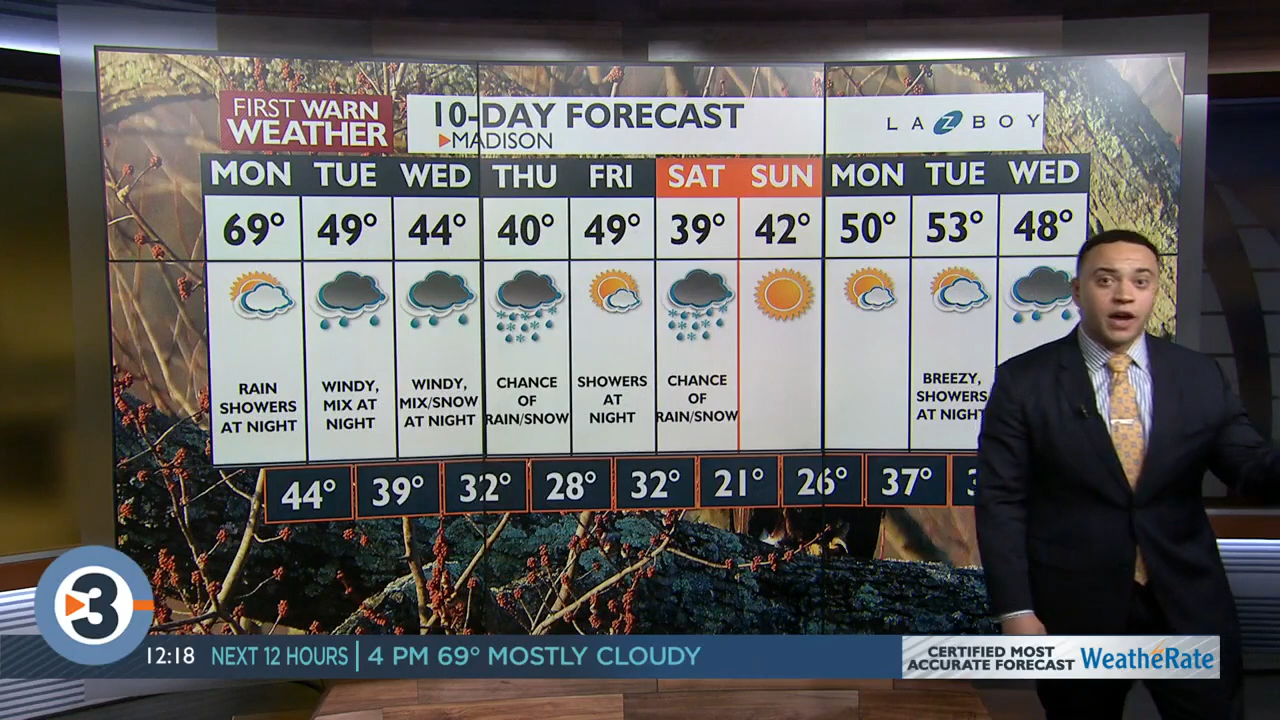 FIRST WARN
WEATHER
10-DAY FORECAST
MADISON
LA Z BOY
MON TUE WED THU FRI SAT SUN MON TUE WED
69° 49° 44° 40° 49° 39° 42° 50° 53° 48°
RAIN
SHOWERS
AT NIGHT
WINDY,
MIX AT
NIGHT
WINDY,
MIX/SNOW
AT NIGHT
CHANCE
OF
RAIN/SNOW
SHOWERS
AT
NIGHT
CHANCE
OF
RAIN/SNOW
BREEZY,
SHOWERS
AT NIGHT
44° 39° 32° 28° 32° 21° 26° 37°
3
12:18 NEXT 12 HOURS | 4 PM 69° MOSTLY CLOUDY
CERTIFIED MOST
ACCURATE FORECAST
WeatheRate